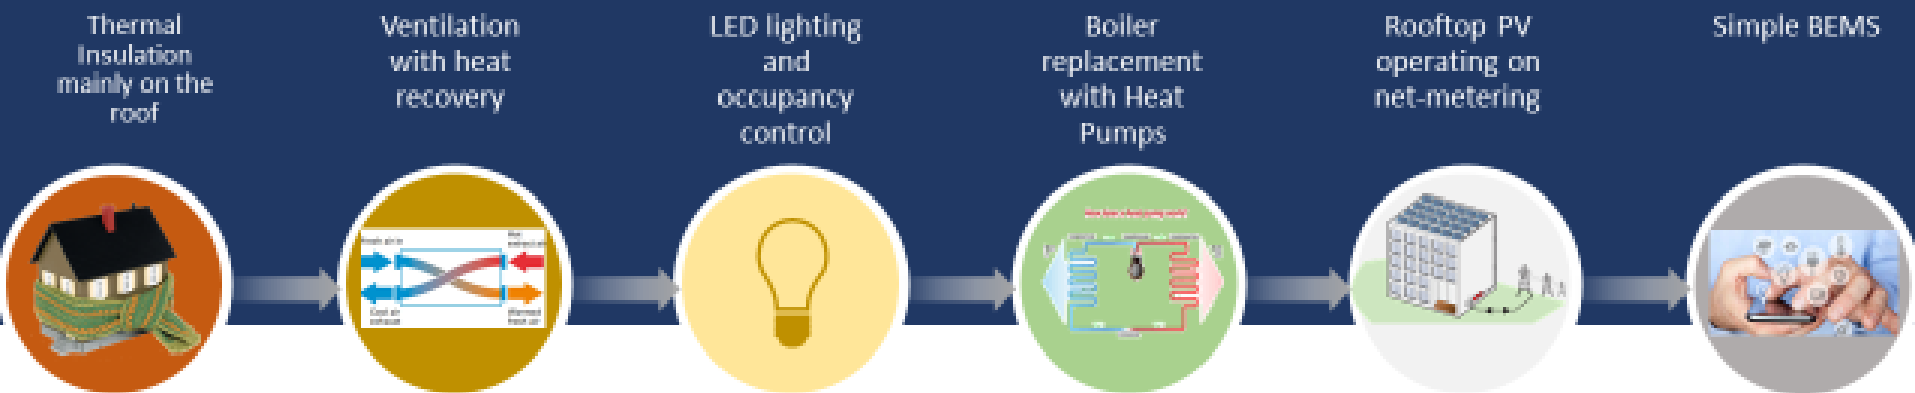 Thermal
Insulation
mainly on the
roof
Ventilation
with heat
recovery
LED lighting
and
occupancy
control
Boiler
replacement
with Heat
Pumps
Rooftop PV
operating on
net-metering
Simple BEMS